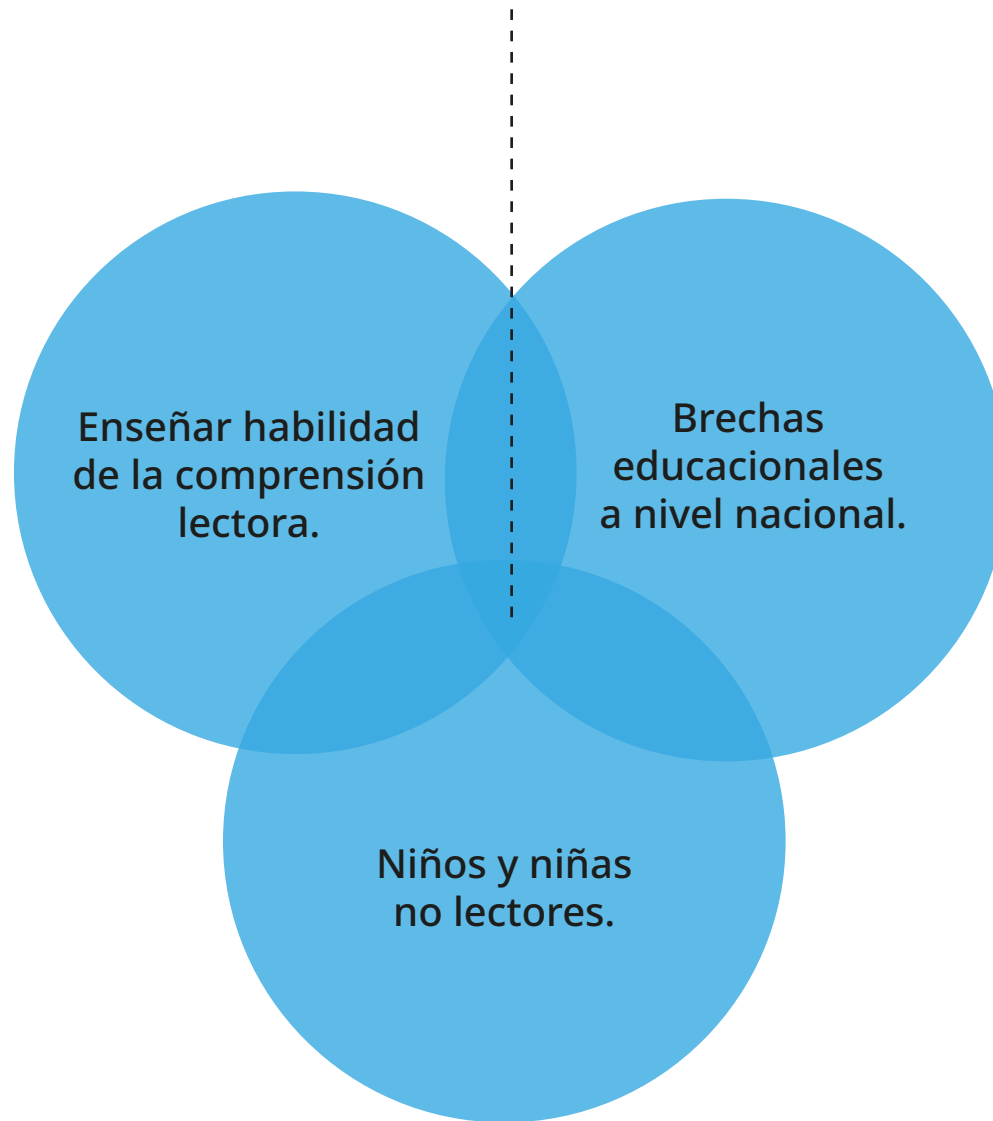 Enseñar habilidad
de la comprensión
lectora.
Brechas
educacionales
a nivel nacional.
Niños y niñas
no lectores.